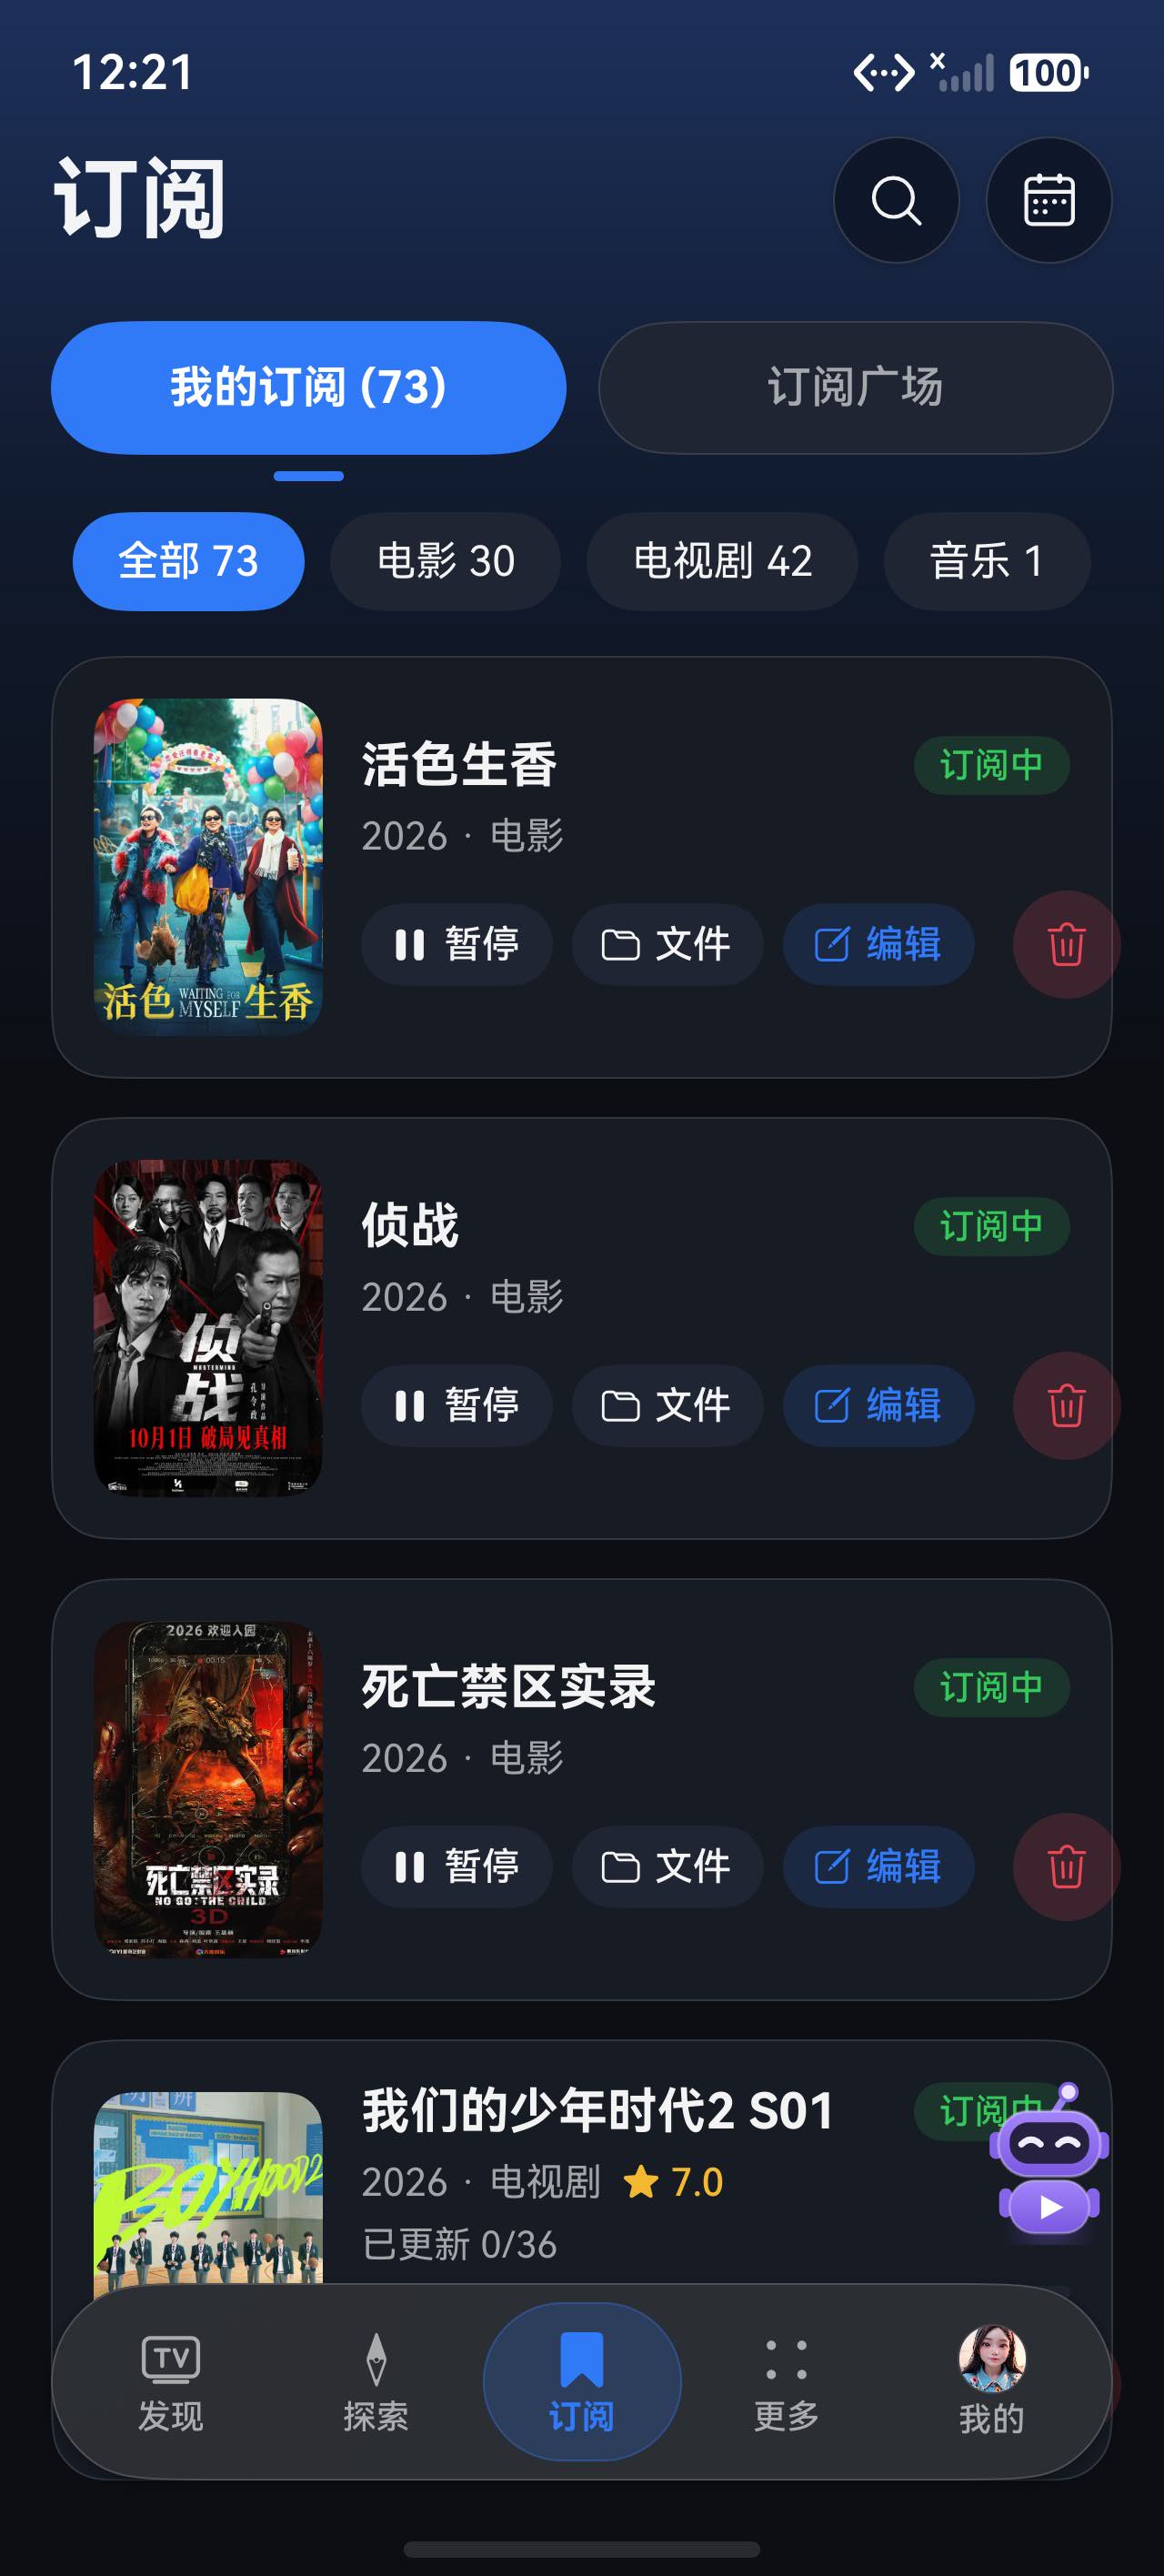 12:21
100
订阅
我的订阅 (73)
订阅广场
全部 73
电影 30
电视剧 42
音乐 1
活色生香
订阅中
2026 · 电影
暂停
文件
编辑
活色 WAITING FOR MYSELF 生香
侦战
订阅中
2026 · 电影
暂停
文件
编辑
侦战
MASTERMIND
10月1日 破局见真相
死亡禁区实录
订阅中
2026 · 电影
暂停
文件
编辑
2026 欢迎入园
00:15
死亡禁区实录
NO GO: THE CHILD
3D
我们的少年时代2 S01
订阅中
2026 · 电视剧 7.0
已更新 0/36
BOYHOOD2
TV
发现
探索
订阅
更多
我的